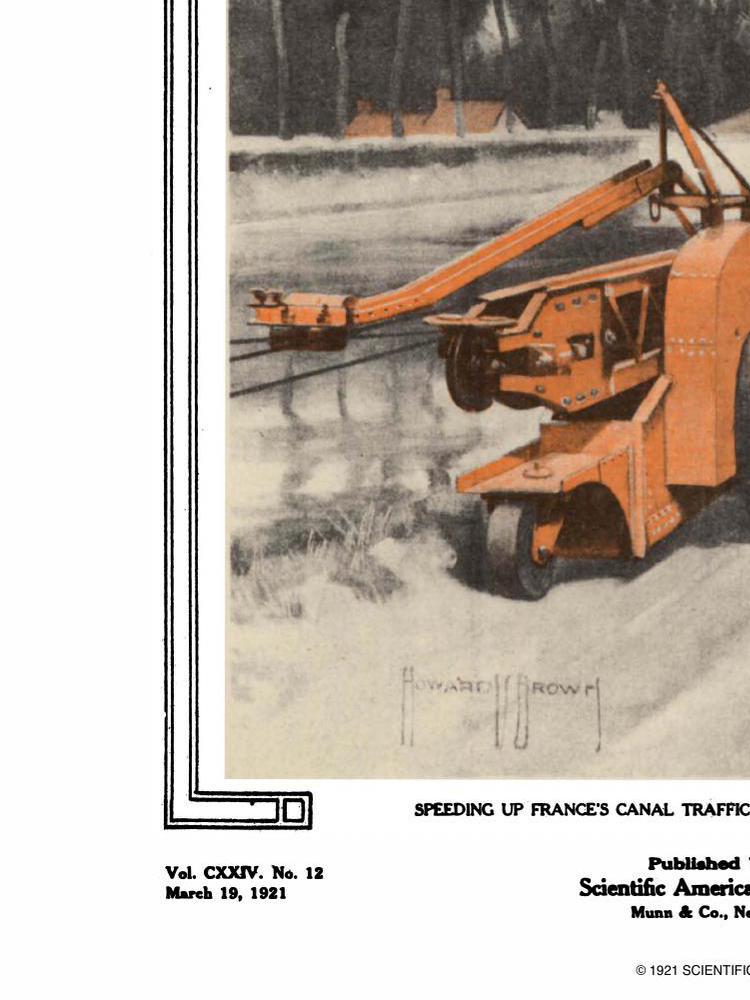 HOWARD V BROWN
SPEEDING UP FRANCE'S CANAL TRAFFIC
Vol. CXXIV. No. 12
March 19, 1921
Published
Scientific America
Munn & Co., Ne
© 1921 SCIENTIFIC